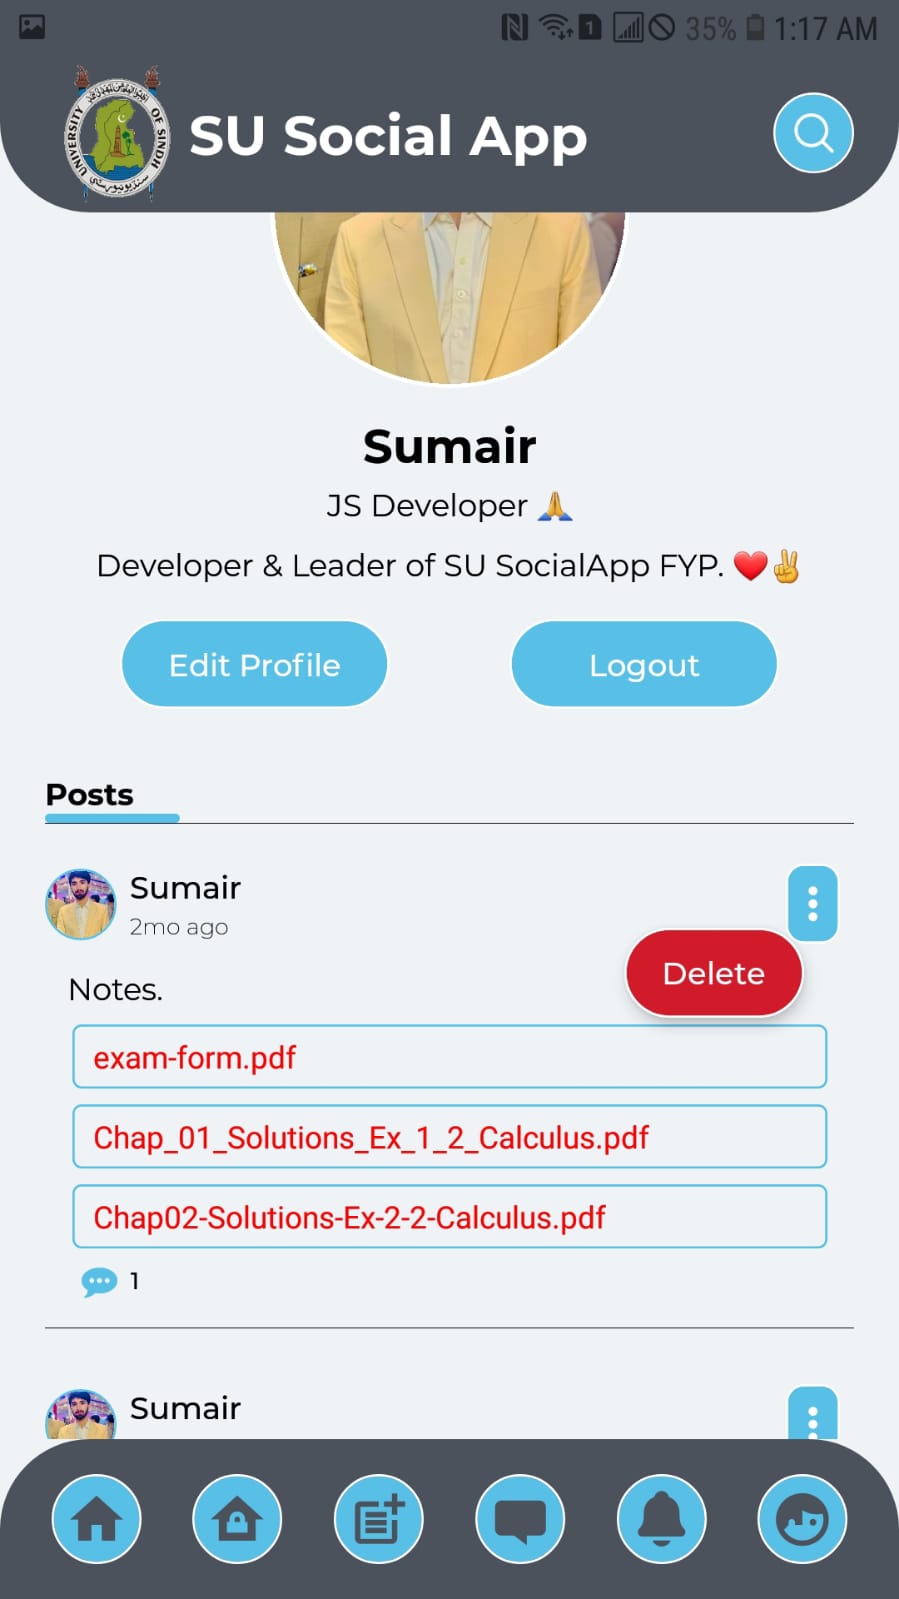 1 35% 1:17 AM
UNIVERSITY OF SINDH
SU Social App
Sumair
JS Developer 🙏
Developer & Leader of SU SocialApp FYP. ❤️✌️
Edit Profile
Logout
Posts
Sumair
2mo ago
Delete
Notes.
exam-form.pdf
Chap_01_Solutions_Ex_1_2_Calculus.pdf
Chap02-Solutions-Ex-2-2-Calculus.pdf
1
Sumair